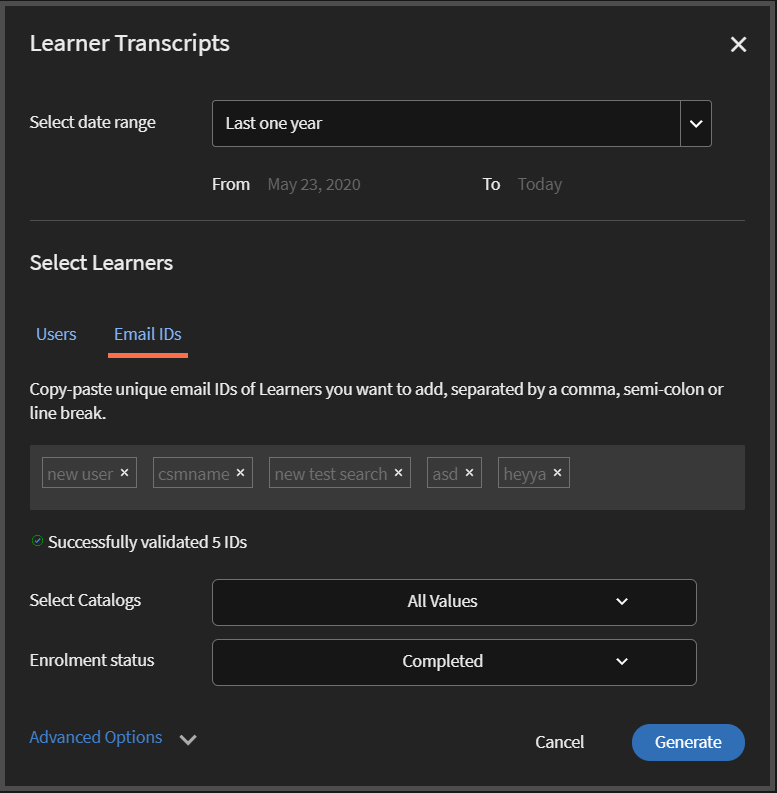 Learner Transcripts
Select date range
Last one year
From May 23, 2020 To Today
Select Learners
Users Email IDs
Copy-paste unique email IDs of Learners you want to add, separated by a comma, semi-colon or
line break.
new user × csmname × new test search × asd × heyya ×
Successfully validated 5 IDs
Select Catalogs
All Values
Enrolment status
Completed
Advanced Options
Cancel
Generate